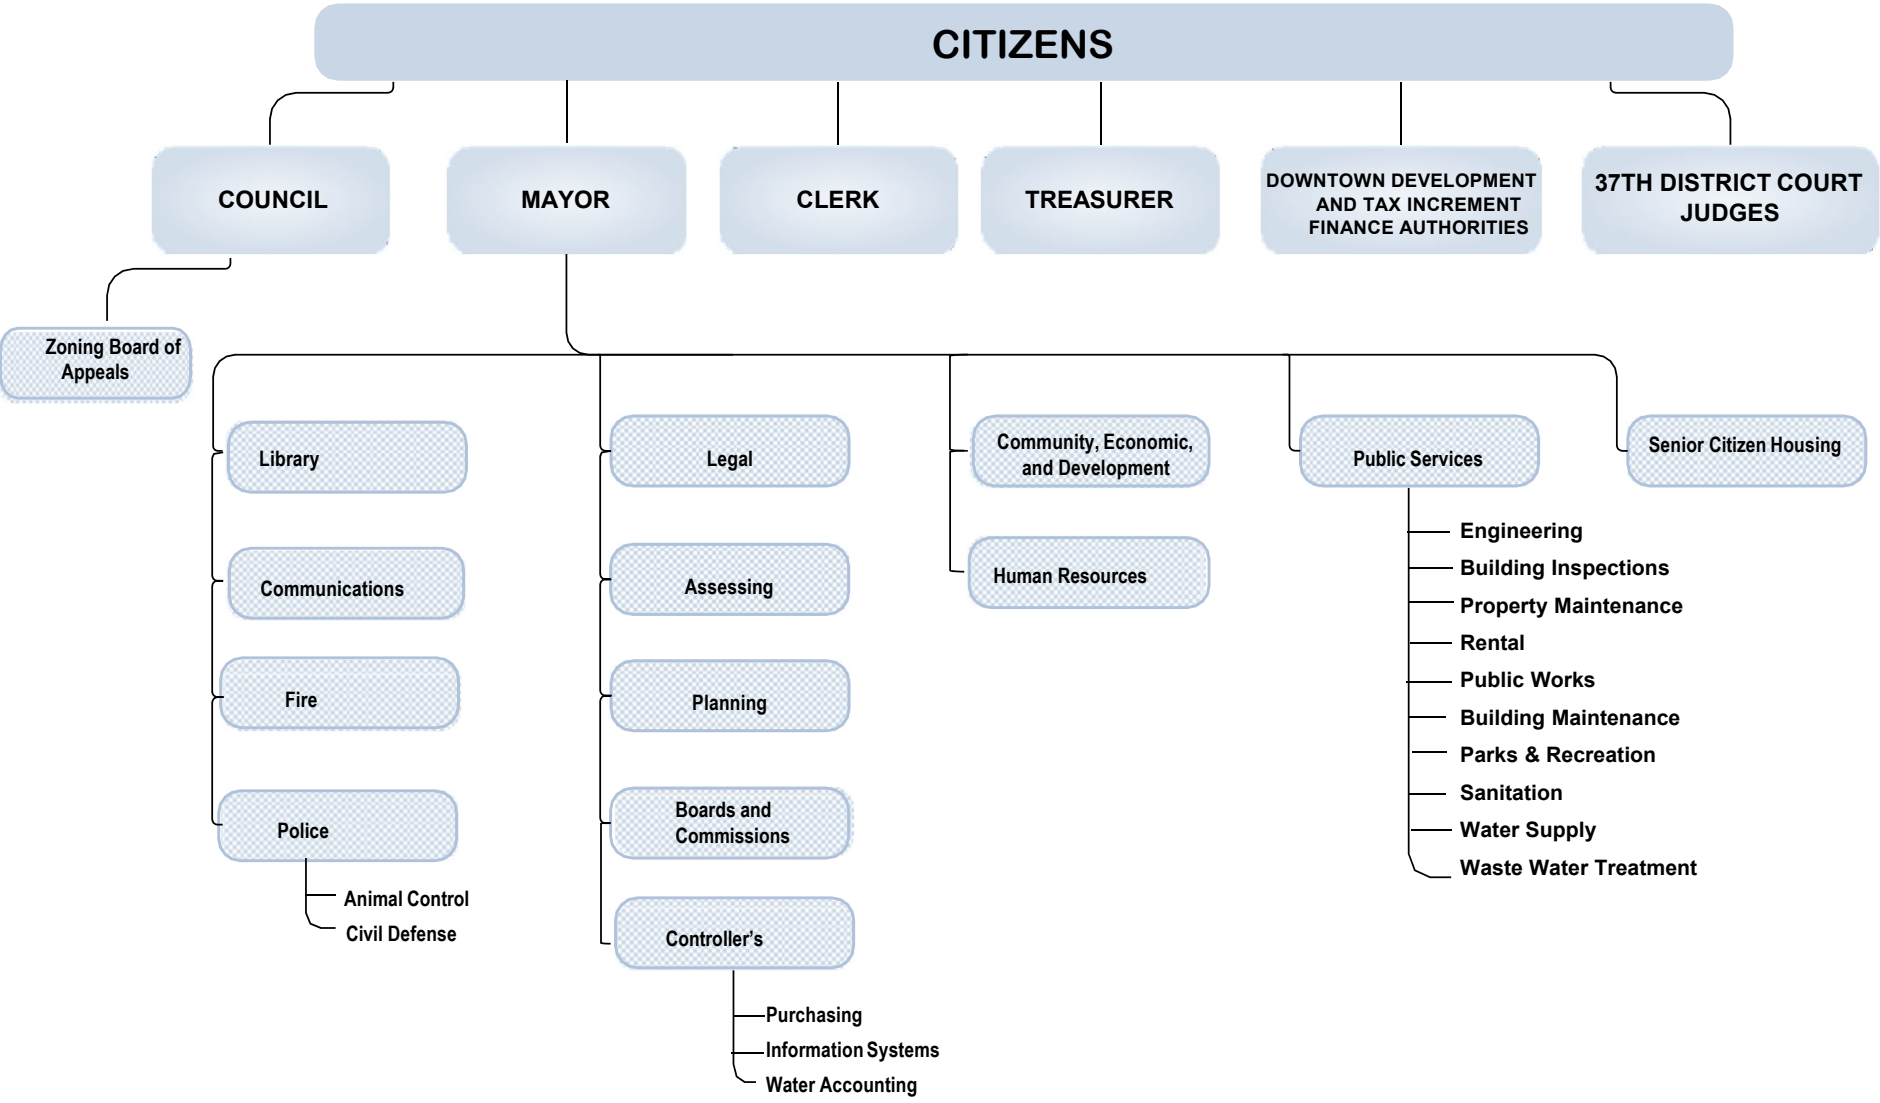 CITIZENS
COUNCIL
MAYOR
CLERK
TREASURER
DOWNTOWN DEVELOPMENT
AND TAX INCREMENT
FINANCE AUTHORITIES
37TH DISTRICT COURT
JUDGES
Zoning Board of
Appeals
Library
Communications
Fire
Police
Animal Control
Civil Defense
Legal
Assessing
Planning
Boards and
Commissions
Controller’s
Purchasing
Information Systems
Water Accounting
Community, Economic,
and Development
Human Resources
Public Services
Engineering
Building Inspections
Property Maintenance
Rental
Public Works
Building Maintenance
Parks & Recreation
Sanitation
Water Supply
Waste Water Treatment
Senior Citizen Housing